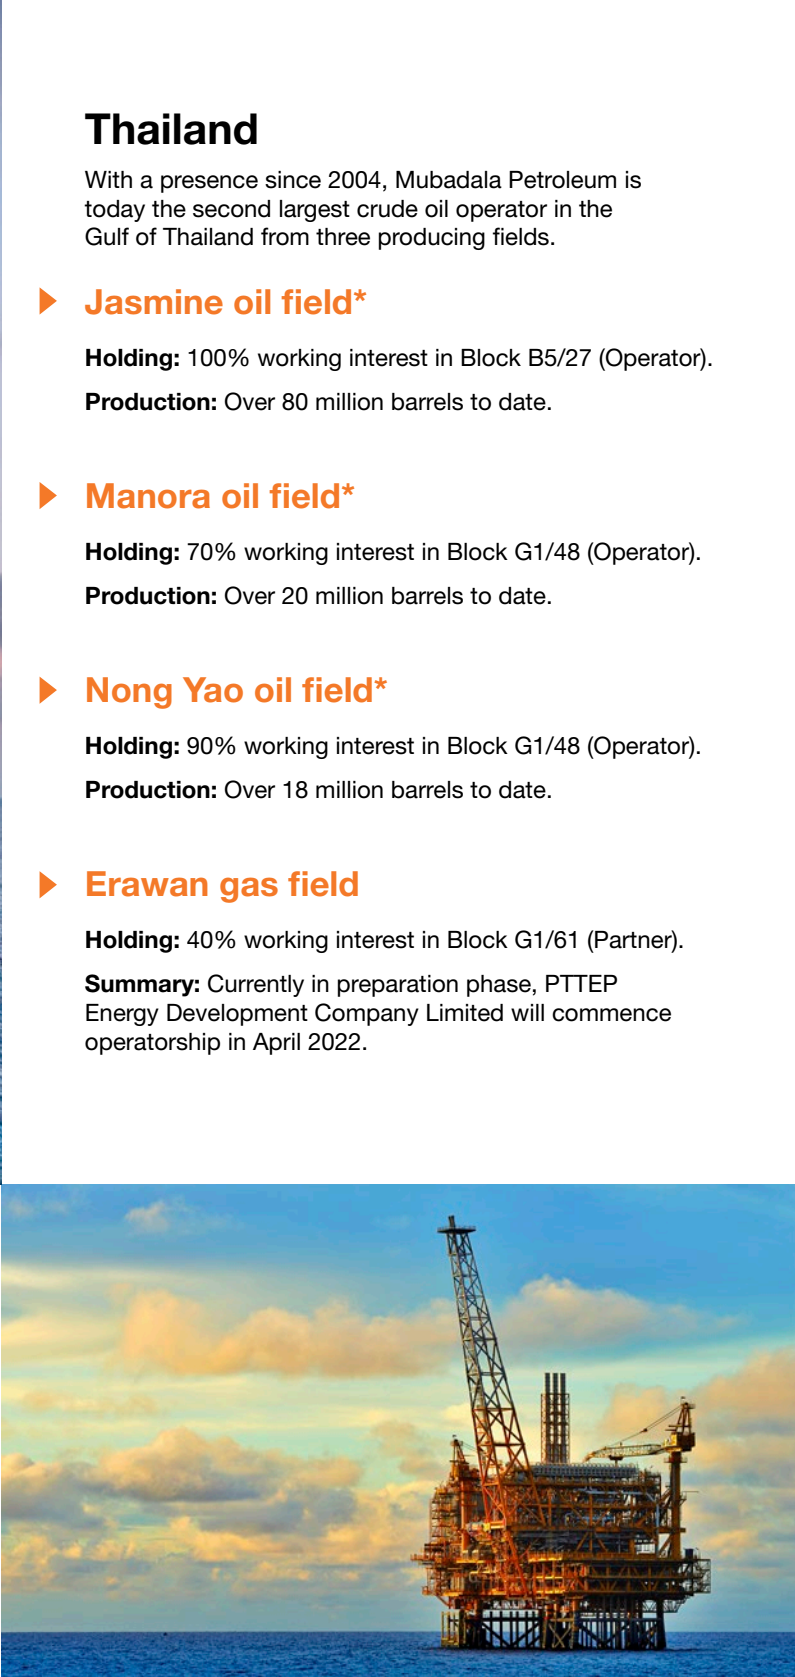 Thailand
With a presence since 2004, Mubadala Petroleum is
today the second largest crude oil operator in the
Gulf of Thailand from three producing fields.
Jasmine oil field*
Holding: 100% working interest in Block B5/27 (Operator).
Production: Over 80 million barrels to date.
Manora oil field*
Holding: 70% working interest in Block G1/48 (Operator).
Production: Over 20 million barrels to date.
Nong Yao oil field*
Holding: 90% working interest in Block G1/48 (Operator).
Production: Over 18 million barrels to date.
Erawan gas field
Holding: 40% working interest in Block G1/61 (Partner).
Summary: Currently in preparation phase, PTTEP
Energy Development Company Limited will commence
operatorship in April 2022.